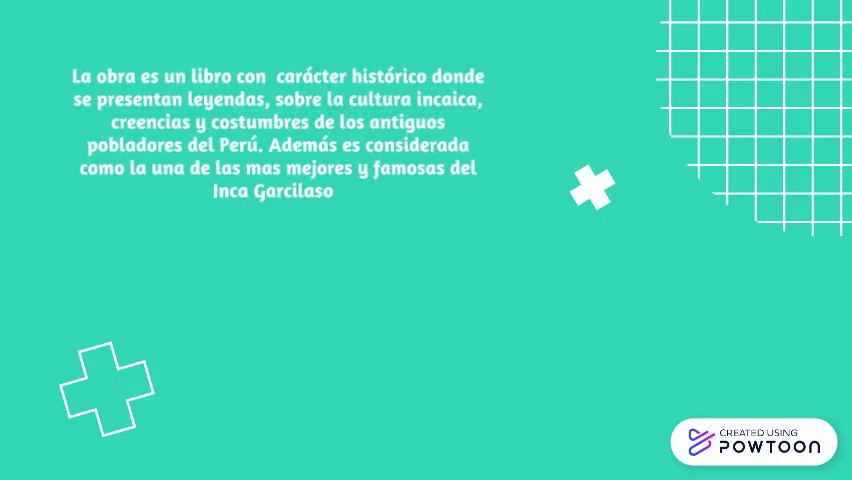 La obra es un libro con  carácter histórico donde
se presentan leyendas, sobre la cultura incaica,
creencias y costumbres de los antiguos
pobladores del Perú. Además es considerada
como la una de las mas mejores y famosas del
Inca Garcilaso
CREATED USING
POWTOON